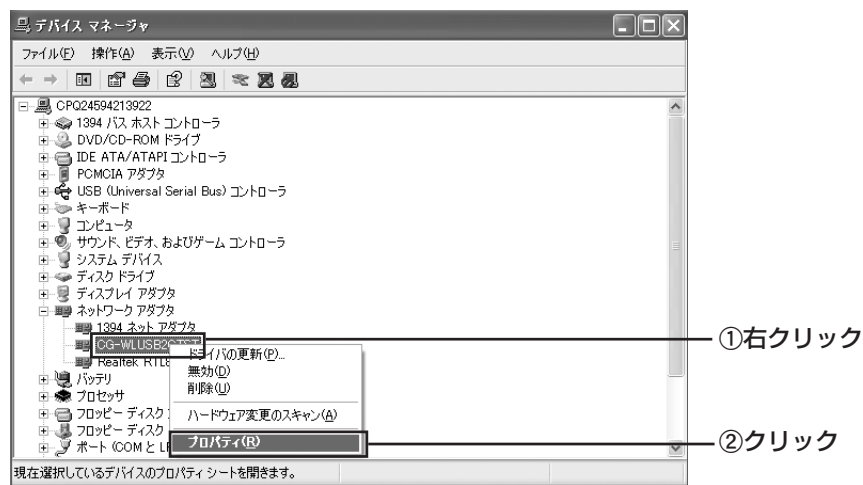 デバイス マネージャ
ファイル(F) 操作(A) 表示(V) ヘルプ(H)
CPQ24594213922
1394 バス ホスト コントローラ
DVD/CD-ROM ドライブ
IDE ATA/ATAPI コントローラ
PCMCIA アダプタ
USB (Universal Serial Bus) コントローラ
キーボード
コンピュータ
サウンド、ビデオ、およびゲーム コントローラ
システム デバイス
ディスク ドライブ
ディスプレイ アダプタ
ネットワーク アダプタ
1394 ネット アダプタ
CG-WLUSB2
①右クリック
ドライバの更新(P)...
Realtek
無効(D)
バッテリ
削除(U)
プロセッサ
フロッピー ディスク
ハードウェア変更のスキャン(A)
フロッピー ディスク
ポート (COM と
プロパティ(R)
②クリック
現在選択しているデバイスのプロパティ シートを開きます。